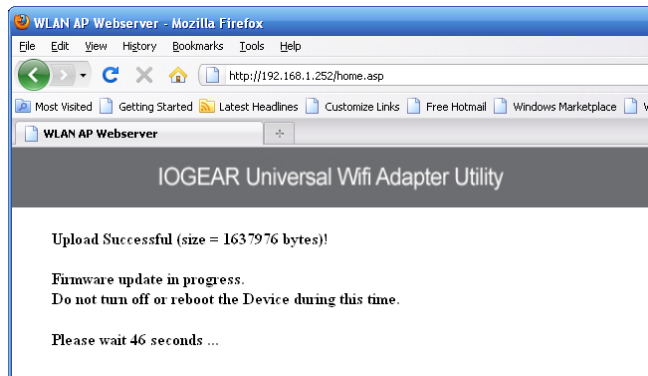 WLAN AP Webserver - Mozilla Firefox
File Edit View History Bookmarks Tools Help
http://192.168.1.252/home.asp
Most Visited Getting Started Latest Headlines Customize Links Free Hotmail Windows Marketplace
WLAN AP Webserver
IOGEAR Universal Wifi Adapter Utility
Upload Successful (size = 1637976 bytes)!
Firmware update in progress.
Do not turn off or reboot the Device during this time.
Please wait 46 seconds ...